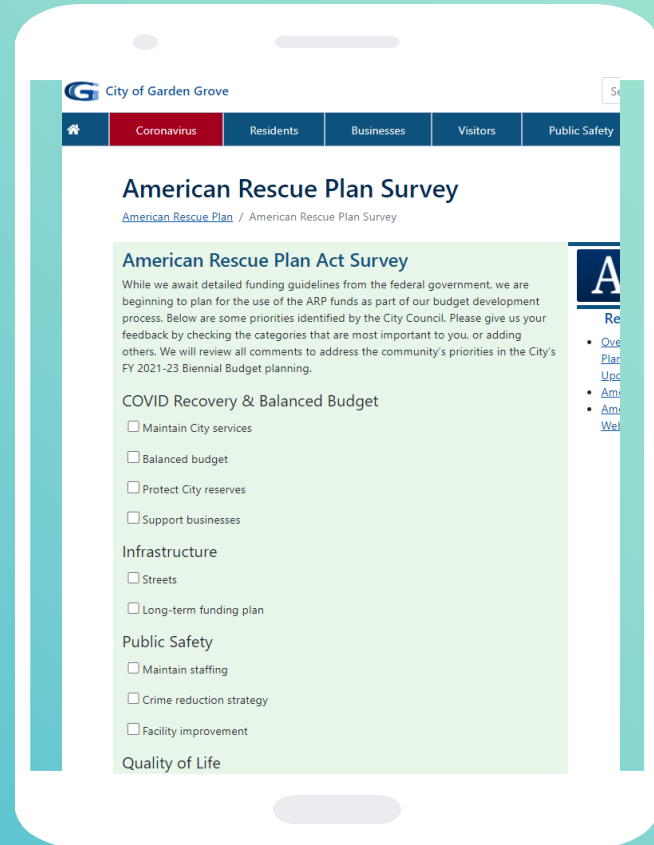 City of Garden Grove
Coronavirus Residents Businesses Visitors Public Safety
American Rescue Plan Survey
American Rescue Plan / American Rescue Plan Survey
American Rescue Plan Act Survey
While we await detailed funding guidelines from the federal government, we are
beginning to plan for the use of the ARP funds as part of our budget development
process. Below are some priorities identified by the City Council. Please give us your
feedback by checking the categories that are most important to you, or adding
others. We will review all comments to address the community's priorities in the City's
FY 2021-23 Biennial Budget planning.
COVID Recovery & Balanced Budget
Maintain City services
Balanced budget
Protect City reserves
Support businesses
Infrastructure
Streets
Long-term funding plan
Public Safety
Maintain staffing
Crime reduction strategy
Facility improvement
Quality of Life